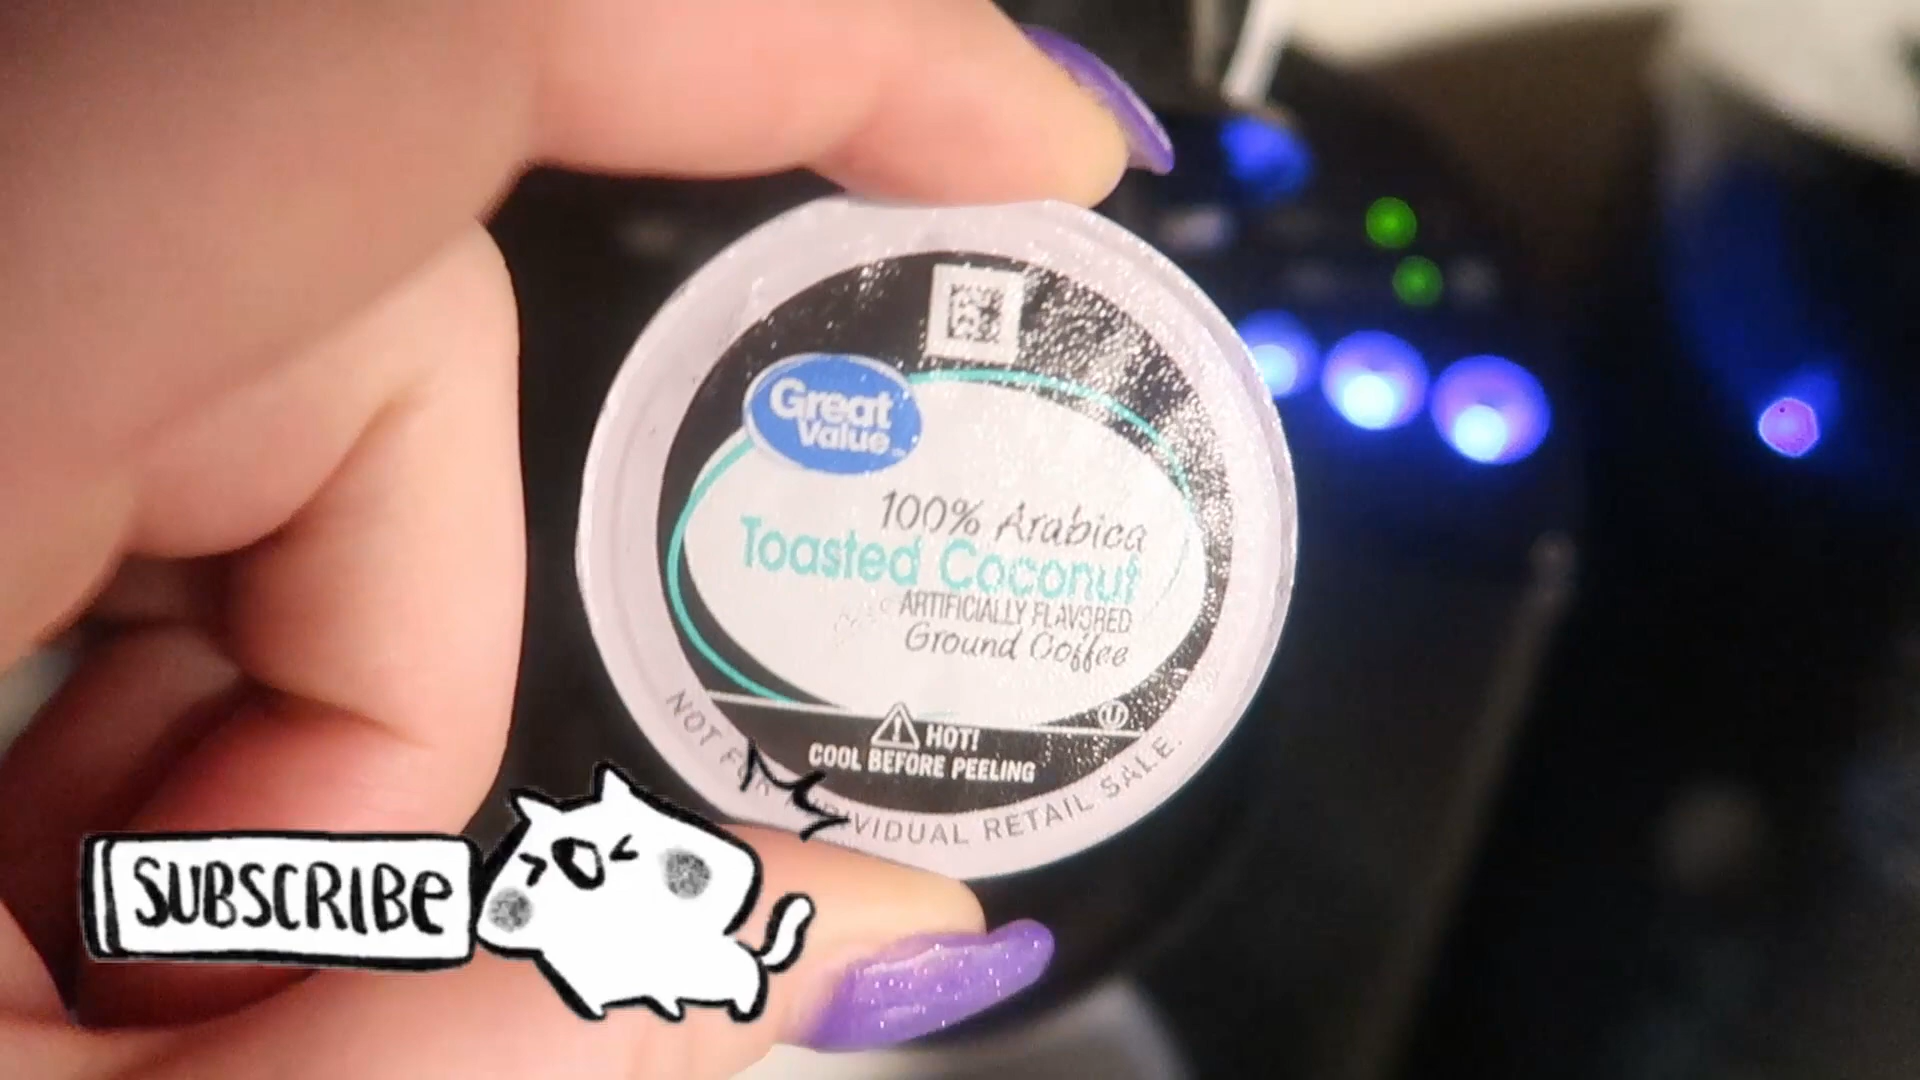 Great
Value
100% Arabica
Toasted Coconut
ARTIFICIALLY FLAVORED
Ground Coffee
U
HOT!
COOL BEFORE PEELING
NOT FOR INDIVIDUAL RETAIL SALE.
SUBSCRIBE